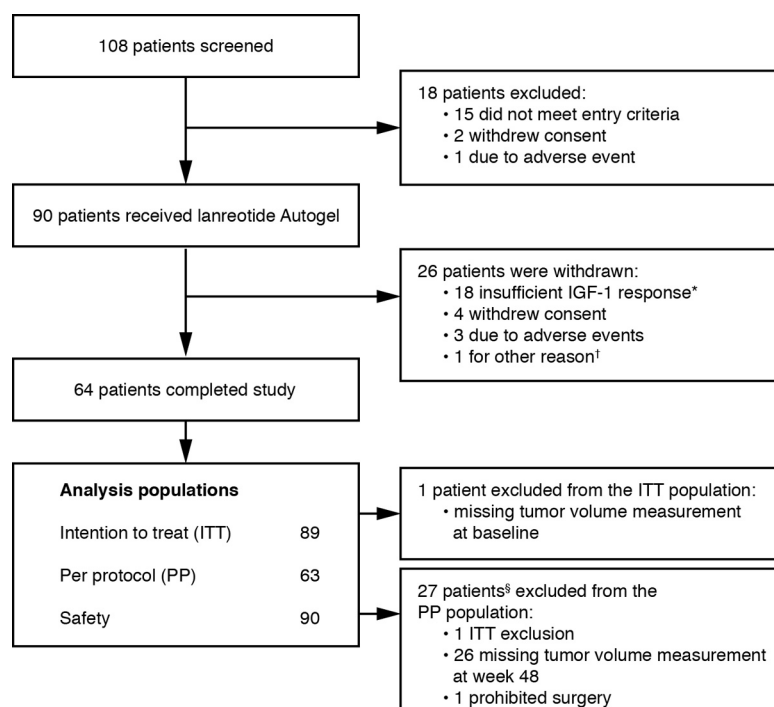 108 patients screened
18 patients excluded:
• 15 did not meet entry criteria
• 2 withdrew consent
• 1 due to adverse event
90 patients received lanreotide Autogel
26 patients were withdrawn:
• 18 insufficient IGF-1 response*
• 4 withdrew consent
• 3 due to adverse events
• 1 for other reason†
64 patients completed study
Analysis populations
Intention to treat (ITT) 89
Per protocol (PP) 63
Safety 90
1 patient excluded from the ITT population:
• missing tumor volume measurement
at baseline
27 patients§ excluded from the
PP population:
• 1 ITT exclusion
• 26 missing tumor volume measurement
at week 48
• 1 prohibited surgery